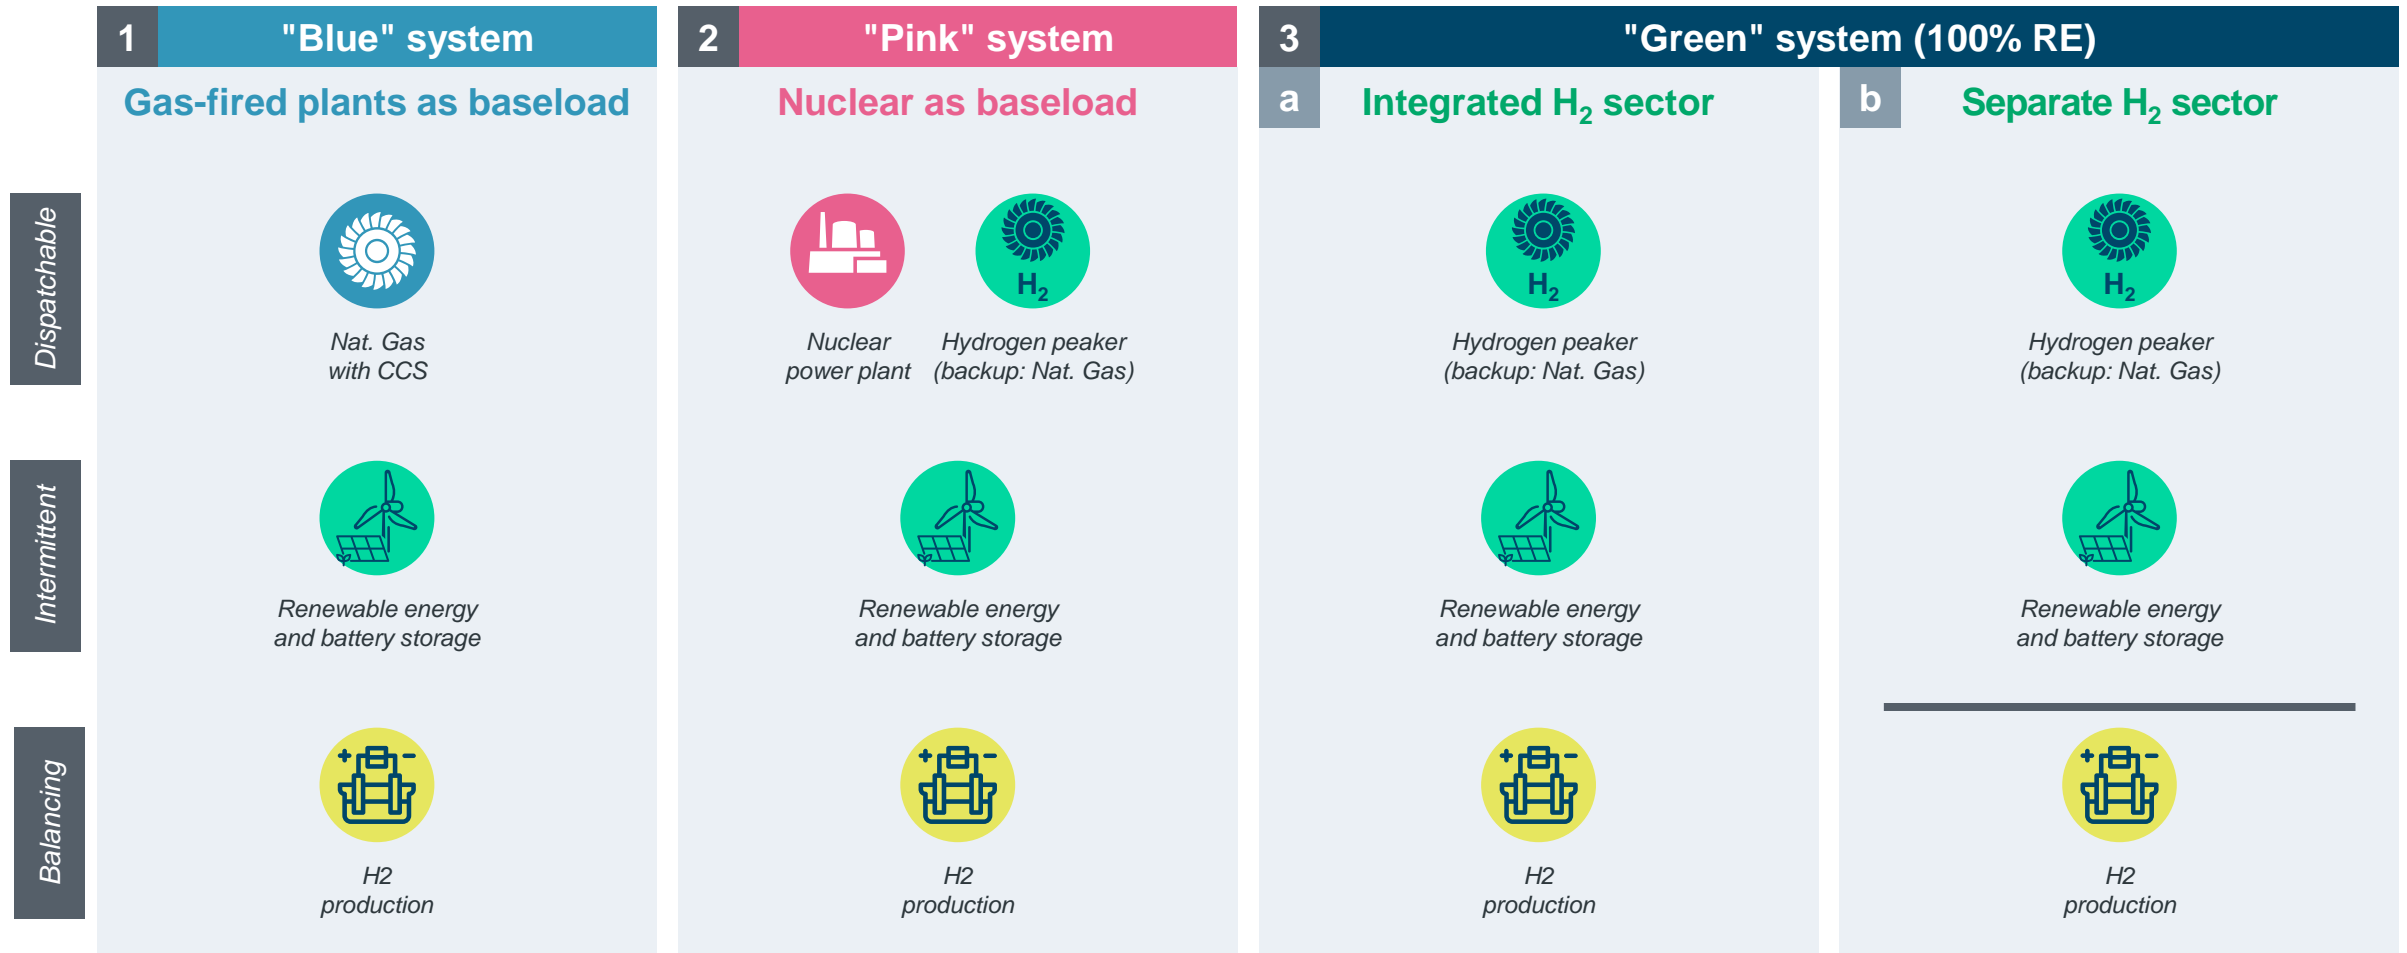 1
"Blue" system
2
"Pink" system
3
"Green" system (100% RE)
Gas-fired plants as baseload
Nuclear as baseload
a
Integrated H₂ sector
b
Separate H₂ sector
Dispatchable
Nat. Gas
with CCS
Nuclear
power plant
H₂
Hydrogen peaker
(backup: Nat. Gas)
H₂
Hydrogen peaker
(backup: Nat. Gas)
H₂
Hydrogen peaker
(backup: Nat. Gas)
Intermittent
Renewable energy
and battery storage
Renewable energy
and battery storage
Renewable energy
and battery storage
Renewable energy
and battery storage
Balancing
H2
production
H2
production
H2
production
H2
production